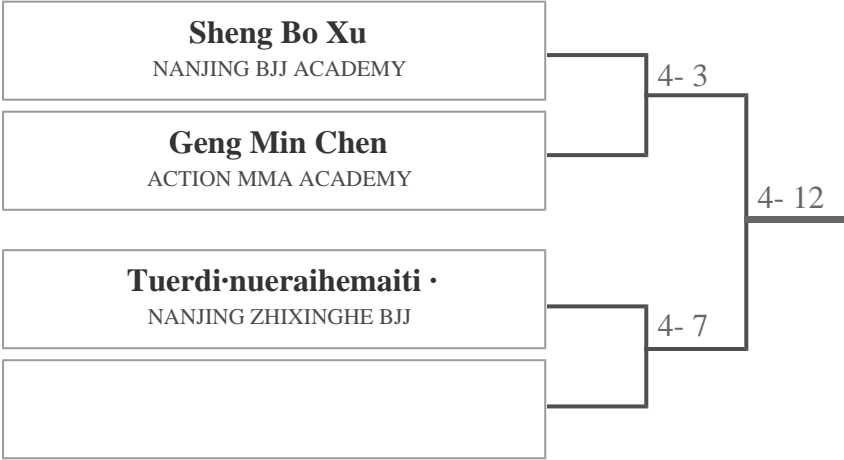 Sheng Bo Xu
NANJING BJJ ACADEMY
4- 3
Geng Min Chen
ACTION MMA ACADEMY
4- 12
Tuerdi·nueraihemaiti ·
NANJING ZHIXINGHE BJJ
4- 7